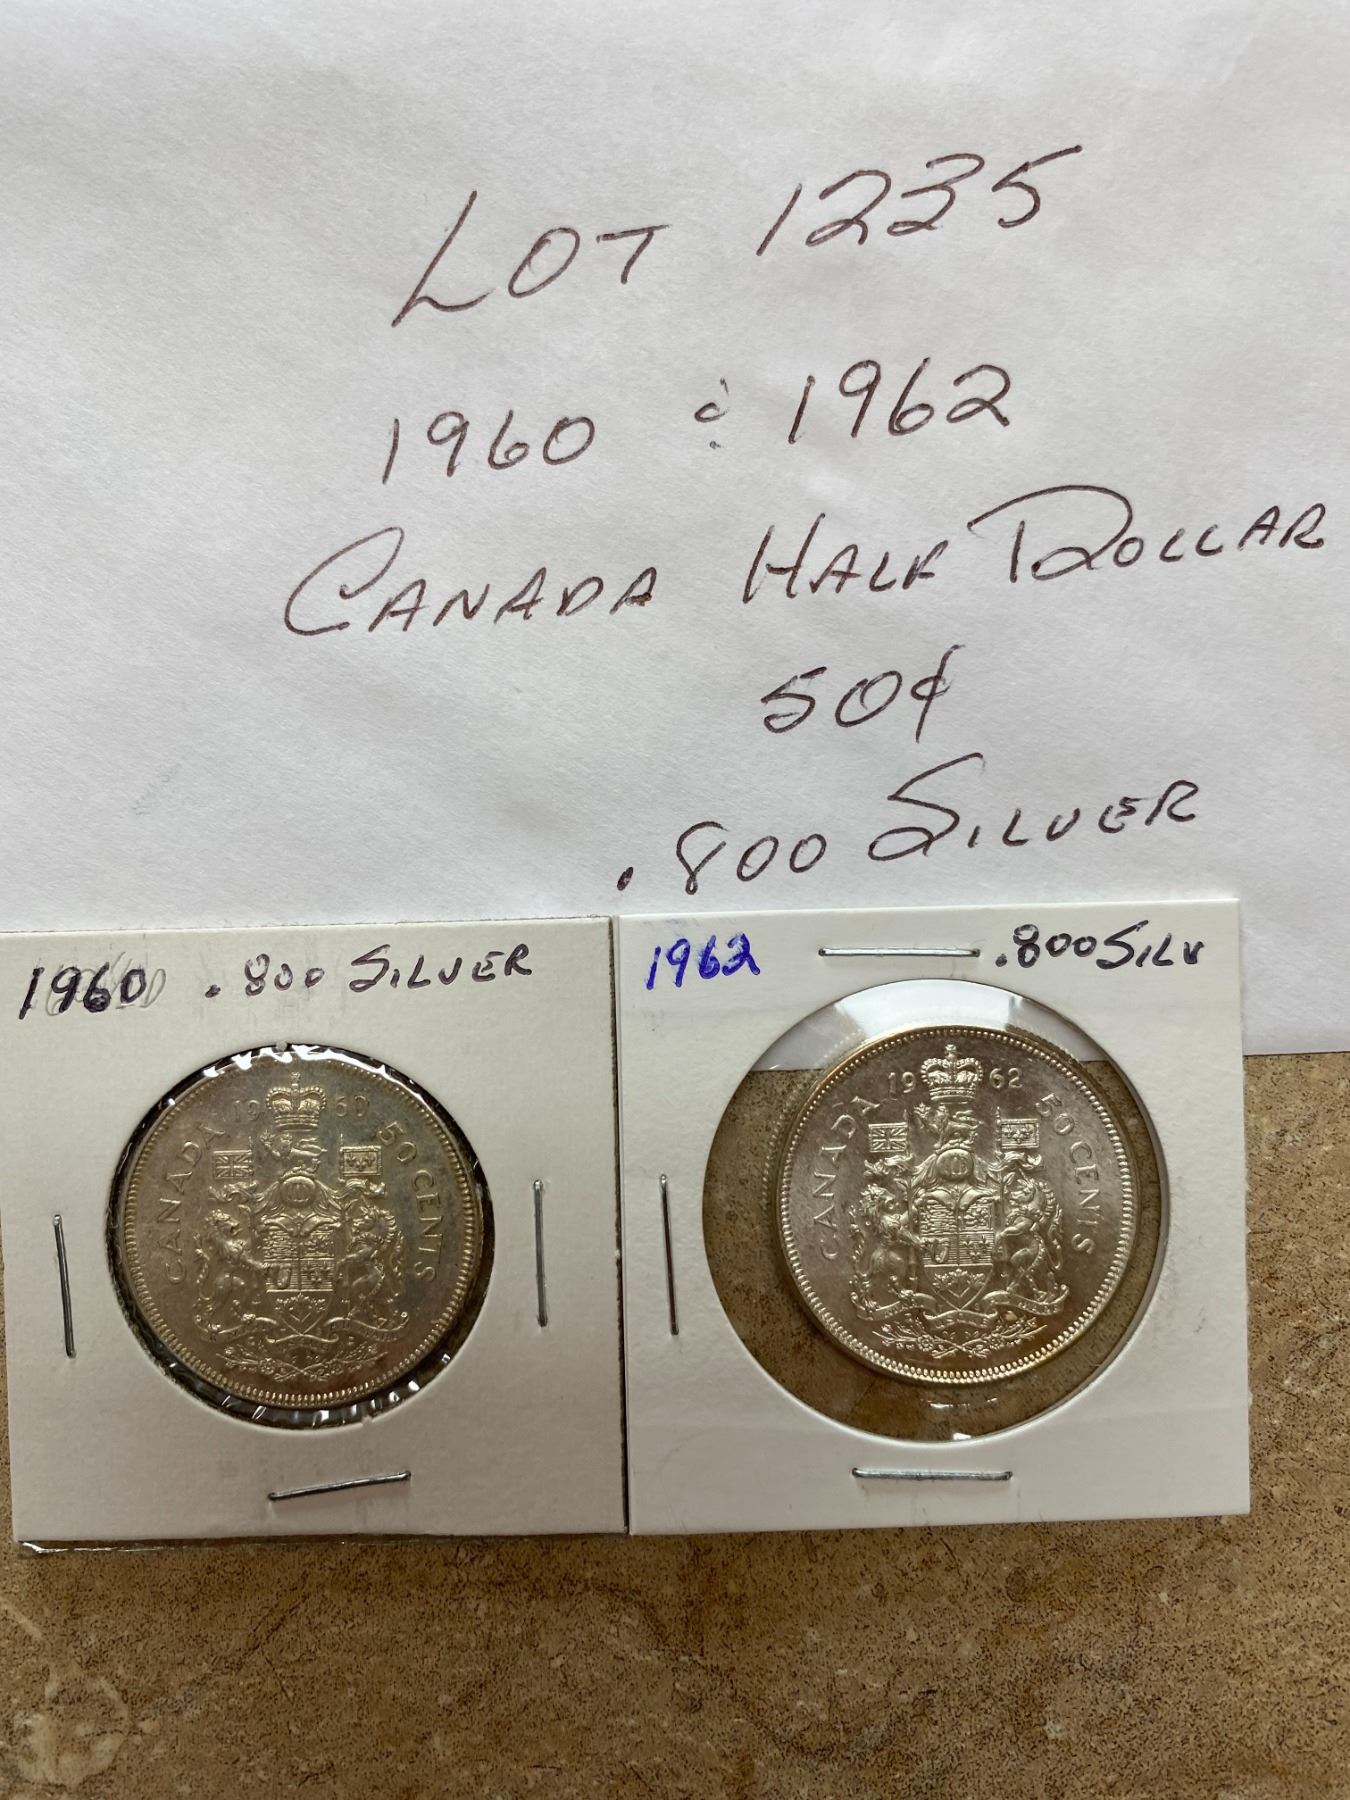 LOT 1235
1960 & 1962
CANADA HALF DOLLAR
50¢
.800 SILVER
1960 .800 SILVER
1962 .800 SILV
CANADA 1960 50 CENTS
CANADA 1962 50 CENTS